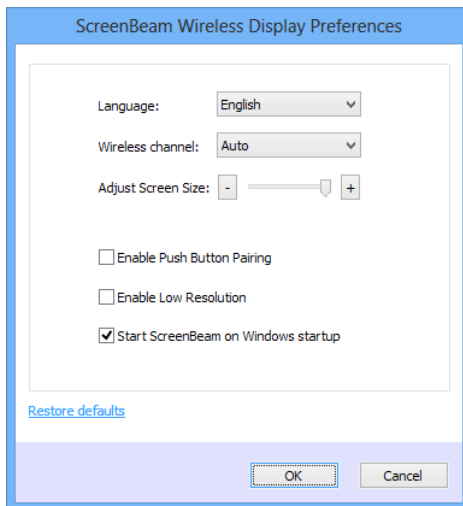 ScreenBeam Wireless Display Preferences
Language: English
Wireless channel: Auto
Adjust Screen Size: - +
Enable Push Button Pairing
Enable Low Resolution
Start ScreenBeam on Windows startup
Restore defaults
OK Cancel